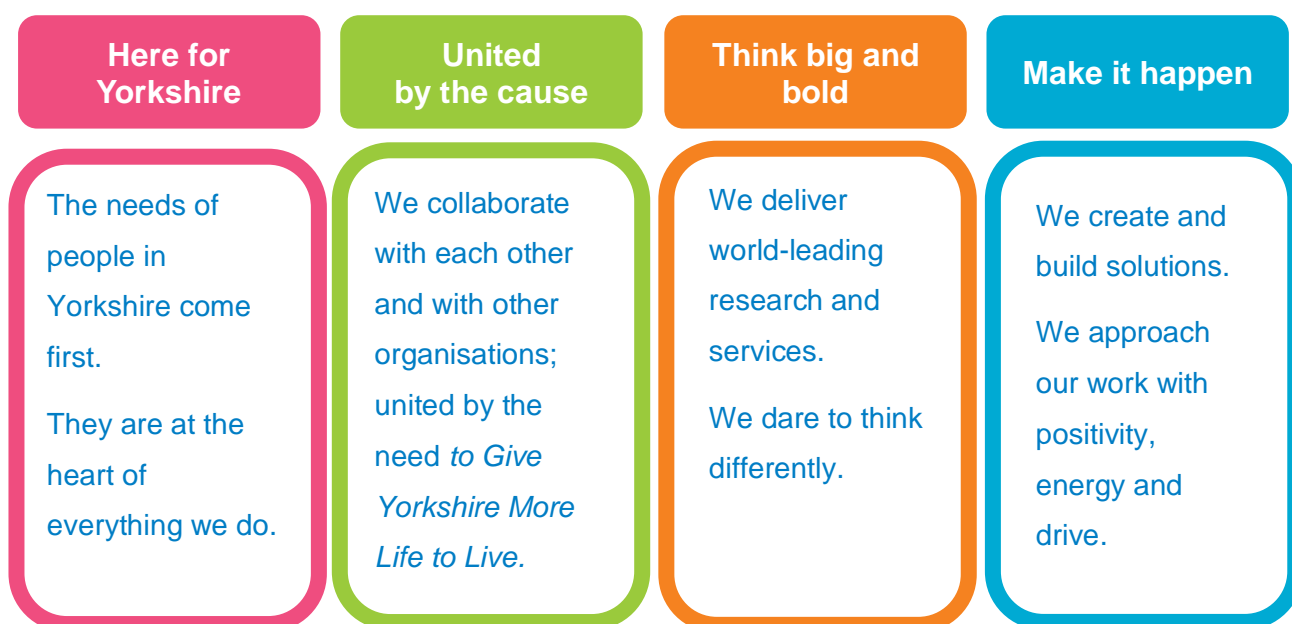 Here for
Yorkshire
The needs of
people in
Yorkshire come
first.
They are at the
heart of
everything we do.
United
by the cause
We collaborate
with each other
and with other
organisations;
united by the
need to Give
Yorkshire More
Life to Live.
Think big and
bold
We deliver
world-leading
research and
services.
We dare to think
differently.
Make it happen
We create and
build solutions.
We approach
our work with
positivity,
energy and
drive.